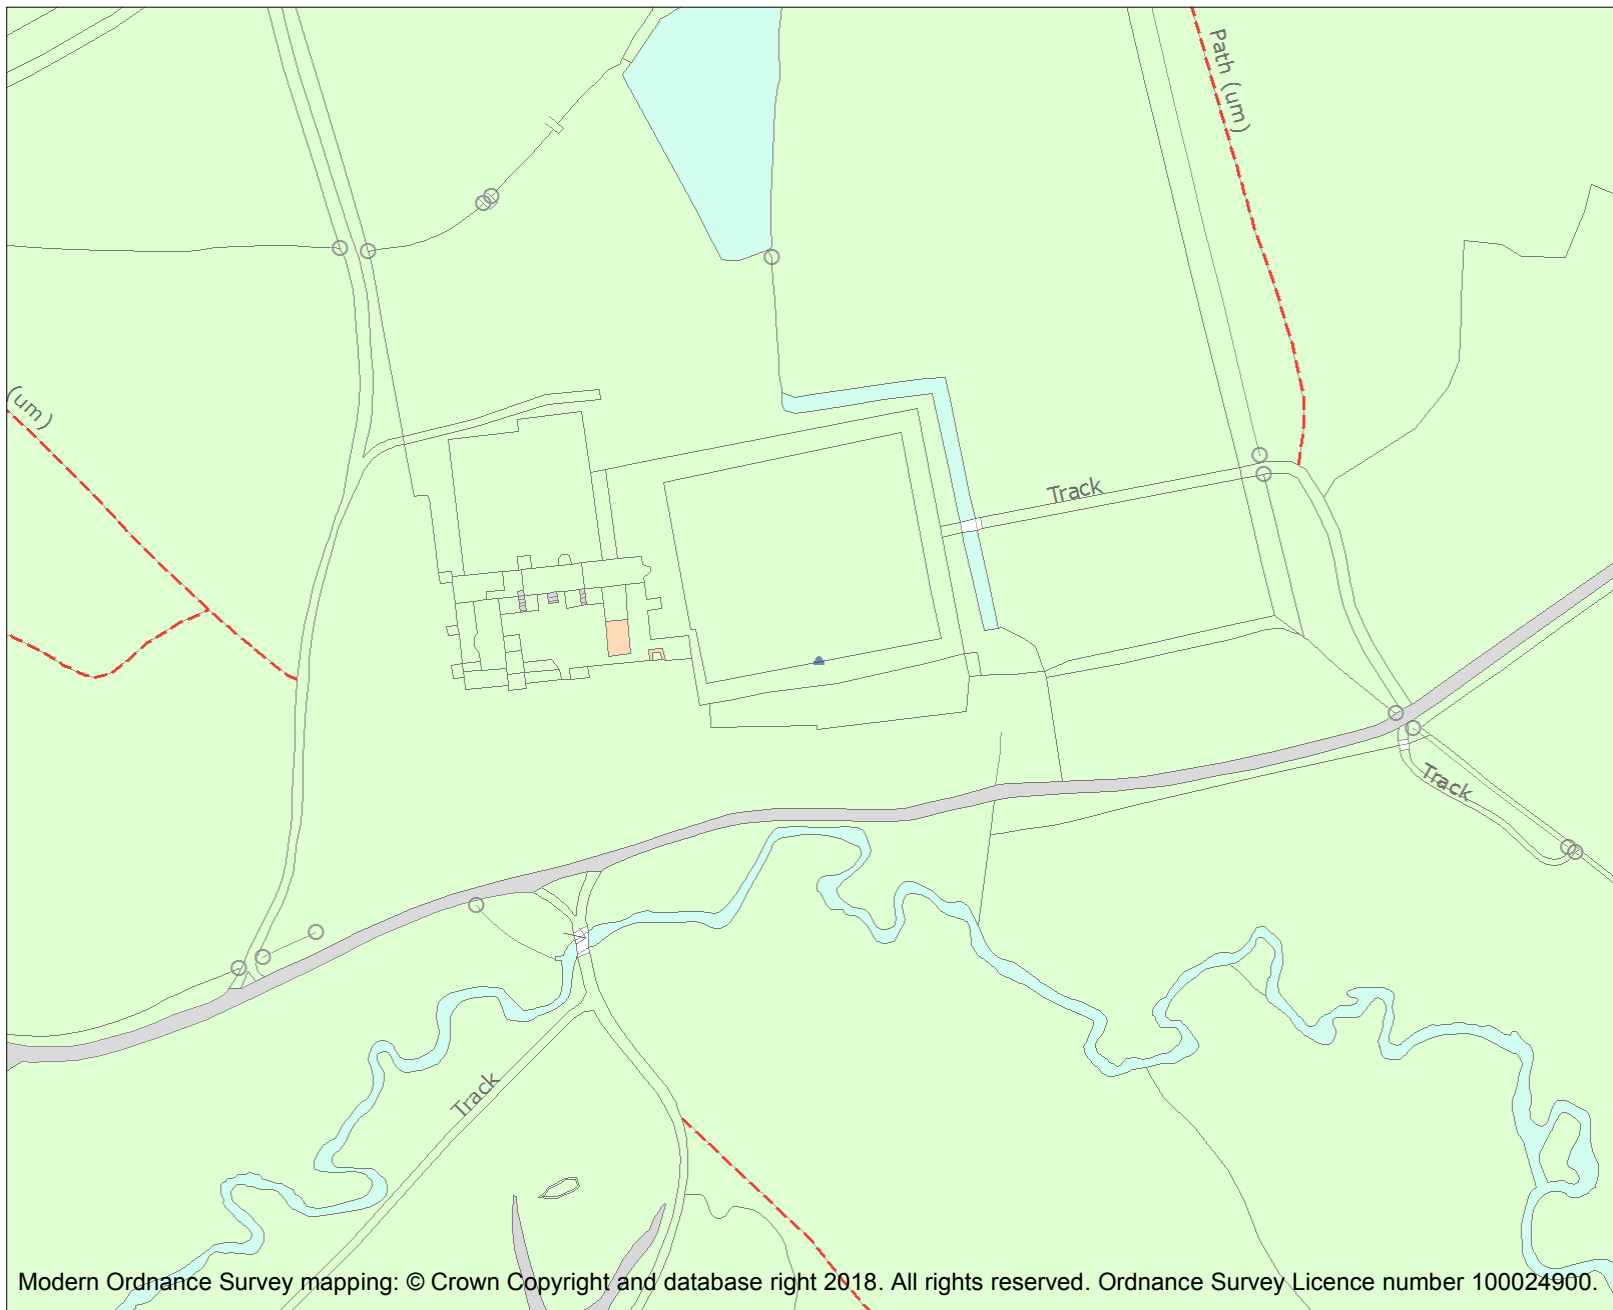 Path (um)
(um)
Track
Track
Track
Modern Ordnance Survey mapping: © Crown Copyright and database right 2018. All rights reserved. Ordnance Survey Licence number 100024900.